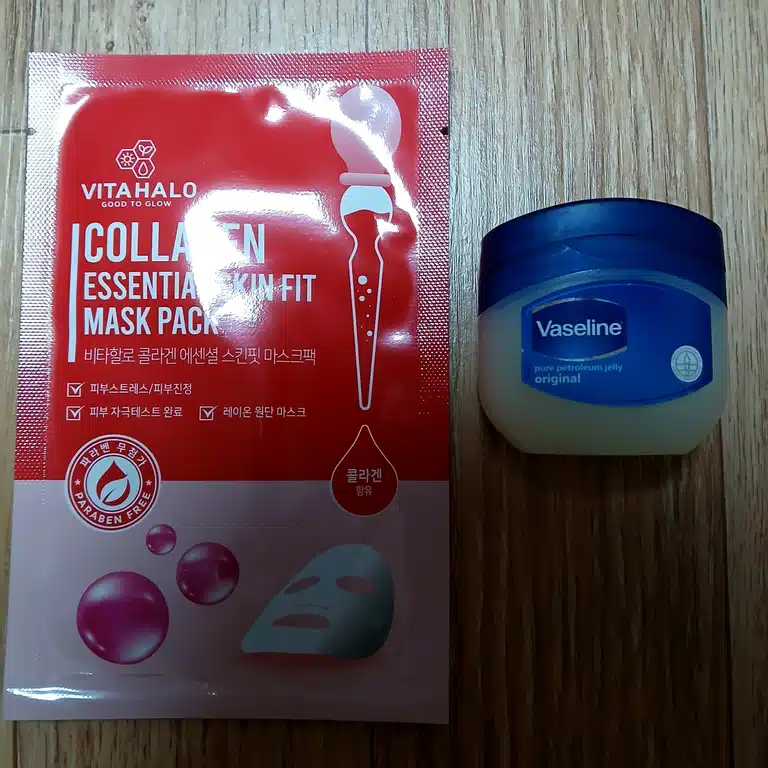 VITAHALO
GOOD TO GLOW
COLLAGEN
ESSENTIAL SKIN FIT
MASK PACK
비타할로 콜라겐 에센셜 스킨핏 마스크팩
피부스트레스/피부진정
피부 자극테스트 완료
레이온 원단 마스크
파라벤 무첨가
PARABEN FREE
콜라겐
함유
Vaseline
pure petroleum jelly
original